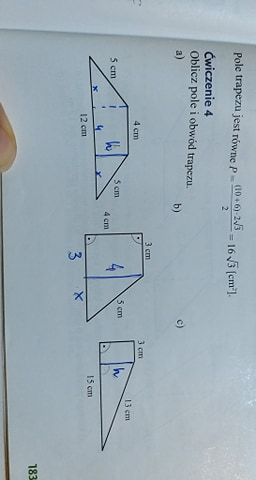 Pole trapezu jest równe P = (10 + 6) · 2√3 / 2 = 16√3 [cm²].
Ćwiczenie 4
Oblicz pole i obwód trapezu.
a) b) c)
4 cm
5 cm
5 cm
x
4
h
x
12 cm
3 cm
4 cm
4
5 cm
3
x
3 cm
13 cm
h
15 cm
183